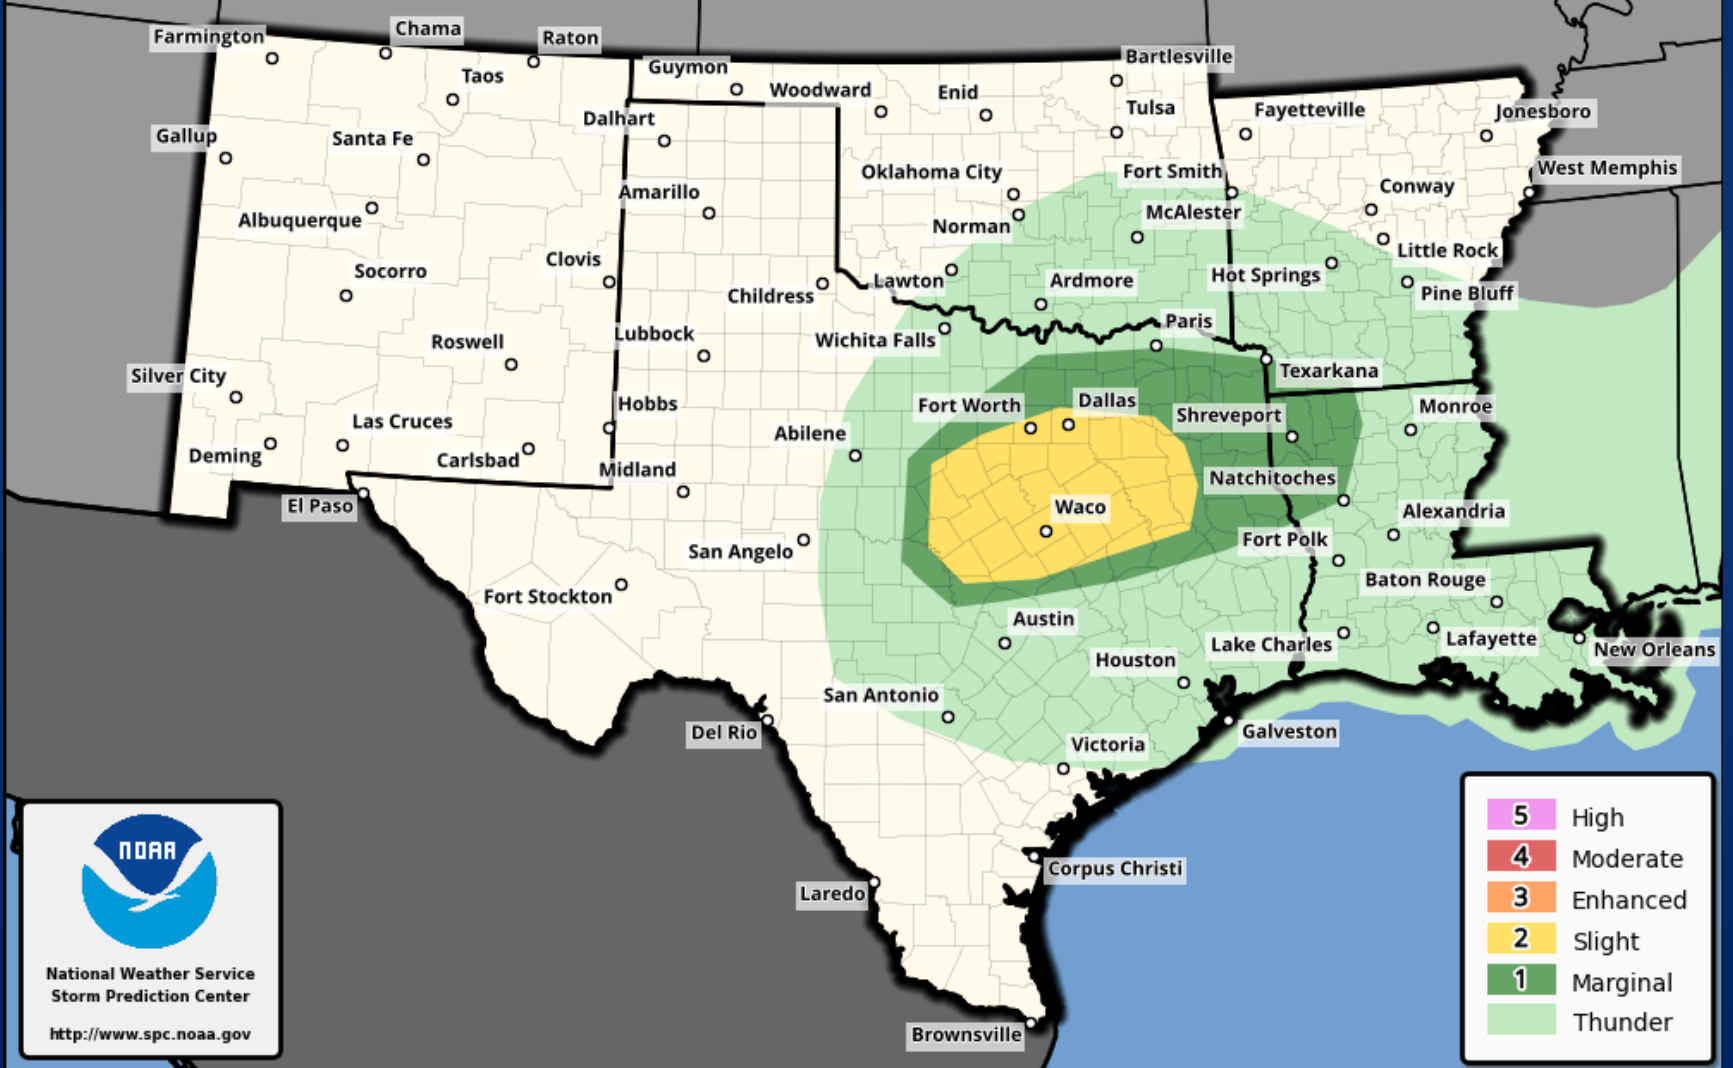 Farmington
Chama
Raton
Taos
Guymon
Woodward
Enid
Bartlesville
Tulsa
Fayetteville
Jonesboro
Dalhart
Gallup
Santa Fe
Oklahoma City
Fort Smith
West Memphis
Amarillo
Conway
Albuquerque
Norman
McAlester
Little Rock
Clovis
Socorro
Lawton
Ardmore
Hot Springs
Pine Bluff
Childress
Paris
Lubbock
Wichita Falls
Roswell
Silver City
Texarkana
Hobbs
Fort Worth
Dallas
Shreveport
Monroe
Las Cruces
Abilene
Deming
Carlsbad
Midland
Natchitoches
El Paso
Waco
Alexandria
San Angelo
Fort Polk
Baton Rouge
Fort Stockton
Austin
Lake Charles
Lafayette
New Orleans
Houston
San Antonio
Del Rio
Victoria
Galveston
Corpus Christi
Laredo
Brownsville
NOAA
National Weather Service
Storm Prediction Center
http://www.spc.noaa.gov
5 High
4 Moderate
3 Enhanced
2 Slight
1 Marginal
Thunder